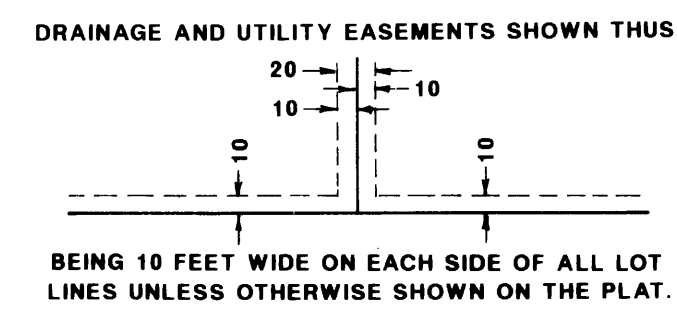 DRAINAGE AND UTILITY EASEMENTS SHOWN THUS
20
10
10
10
10
BEING 10 FEET WIDE ON EACH SIDE OF ALL LOT
LINES UNLESS OTHERWISE SHOWN ON THE PLAT.